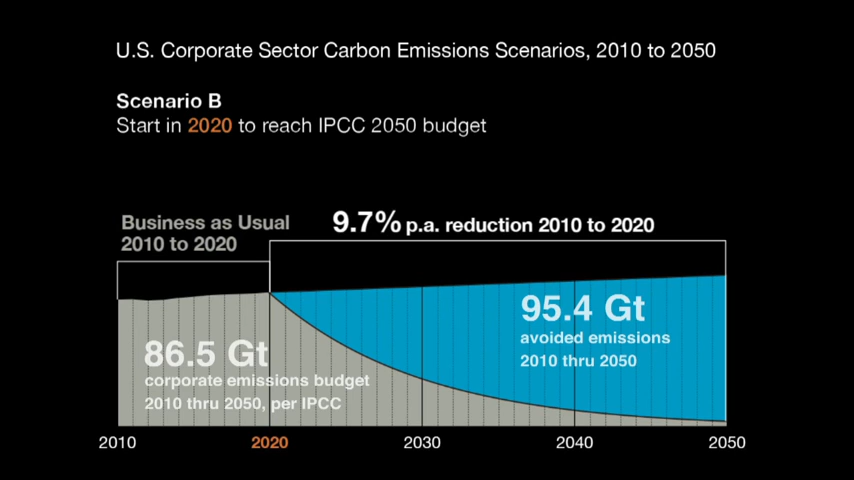 U.S. Corporate Sector Carbon Emissions Scenarios, 2010 to 2050
Scenario B
Start in 2020 to reach IPCC 2050 budget
Business as Usual
2010 to 2020
9.7% p.a. reduction 2010 to 2020
95.4 Gt
avoided emissions
2010 thru 2050
86.5 Gt
corporate emissions budget
2010 thru 2050, per IPCC
2010 2020 2030 2040 2050